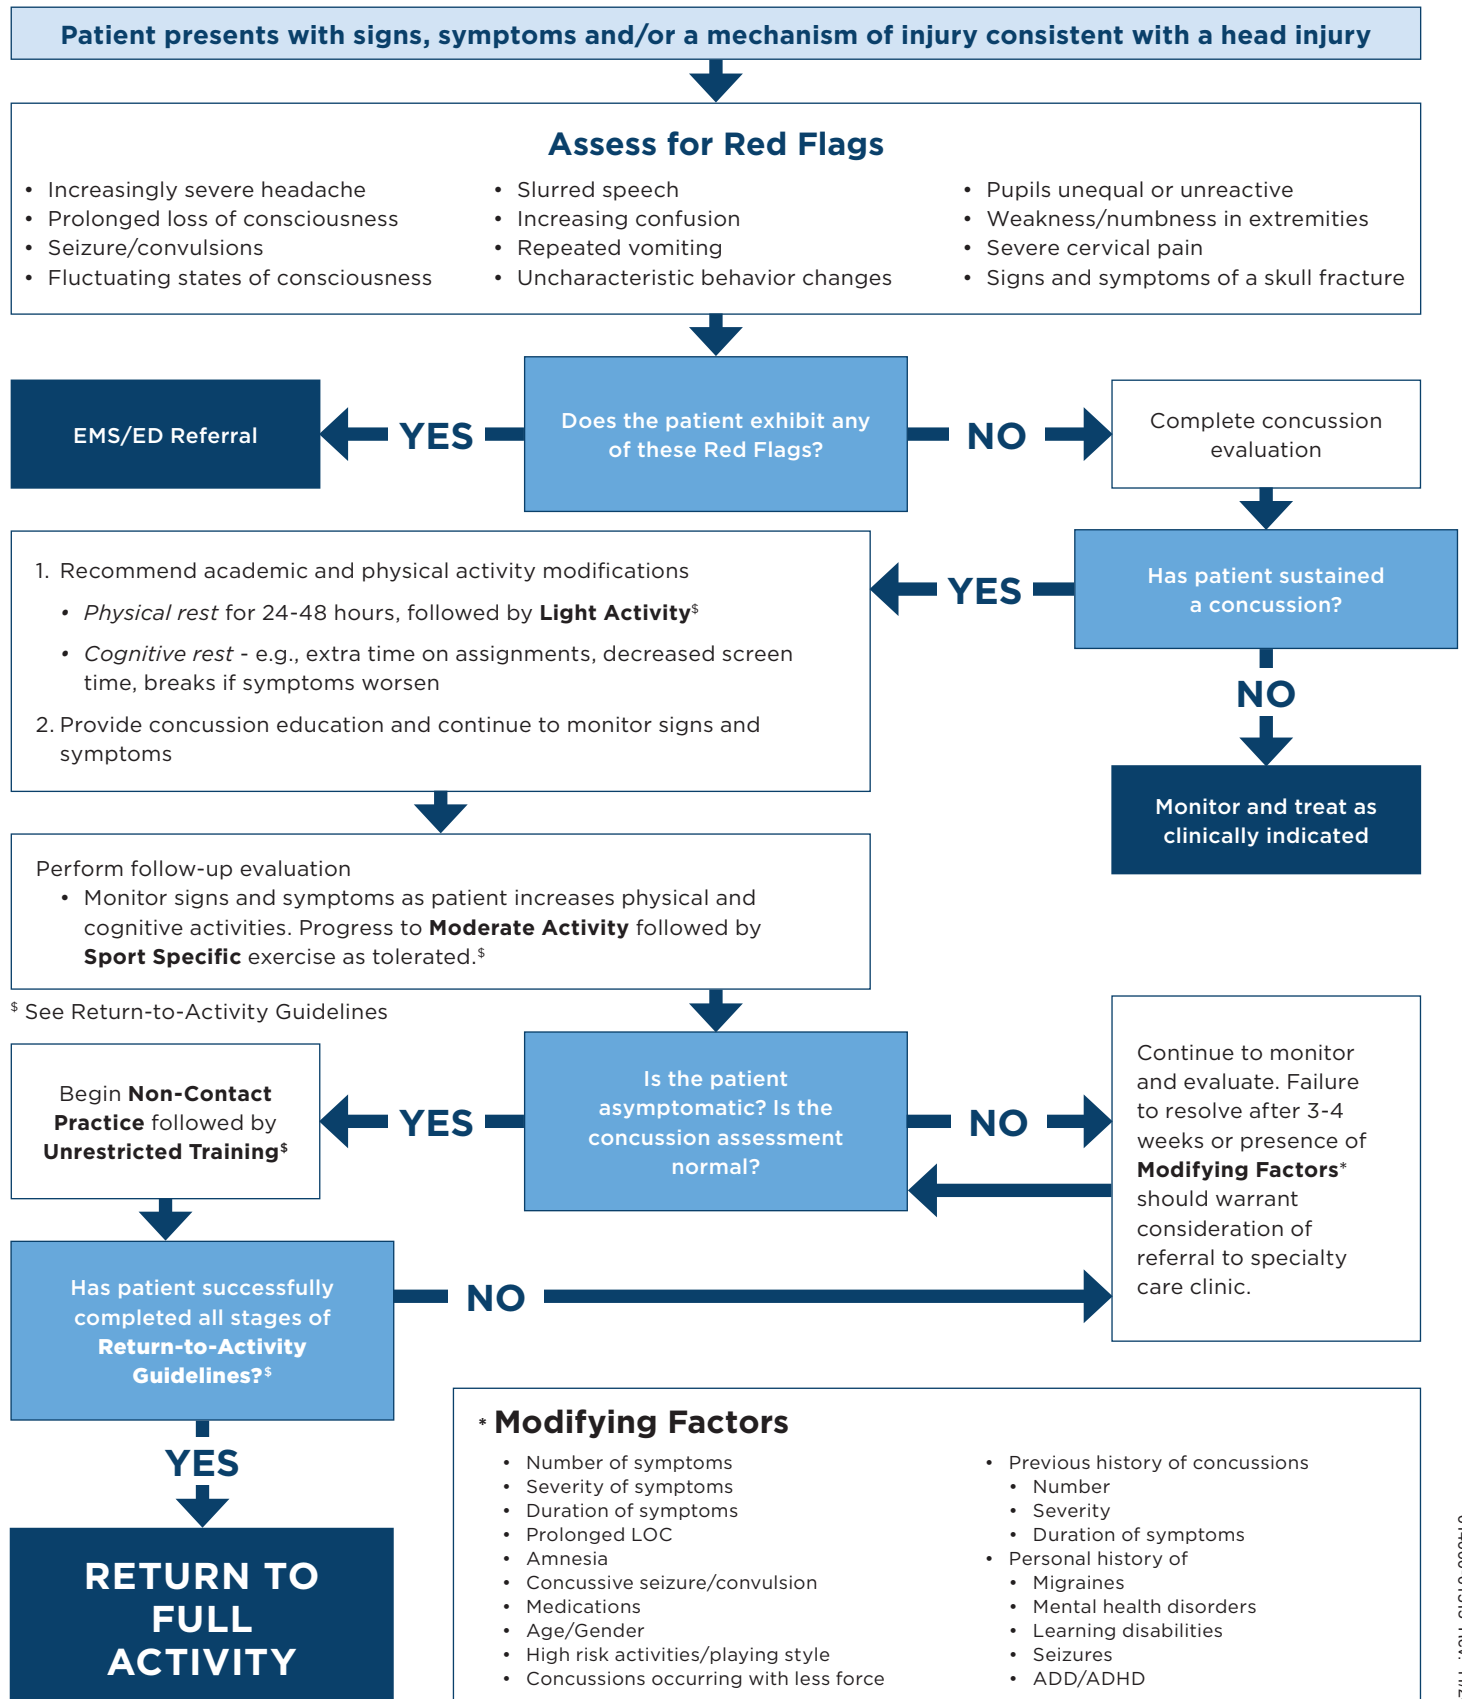 Patient presents with signs, symptoms and/or a mechanism of injury consistent with a head injury
Assess for Red Flags
• Increasingly severe headache
• Prolonged loss of consciousness
• Seizure/convulsions
• Fluctuating states of consciousness
• Slurred speech
• Increasing confusion
• Repeated vomiting
• Uncharacteristic behavior changes
• Pupils unequal or unreactive
• Weakness/numbness in extremities
• Severe cervical pain
• Signs and symptoms of a skull fracture
EMS/ED Referral
YES
Does the patient exhibit any
of these Red Flags?
NO
Complete concussion
evaluation
1. Recommend academic and physical activity modifications
• Physical rest for 24-48 hours, followed by Light Activity$
• Cognitive rest - e.g., extra time on assignments, decreased screen
time, breaks if symptoms worsen
2. Provide concussion education and continue to monitor signs and
symptoms
YES
Has patient sustained
a concussion?
NO
Monitor and treat as
clinically indicated
Perform follow-up evaluation
• Monitor signs and symptoms as patient increases physical and
cognitive activities. Progress to Moderate Activity followed by
Sport Specific exercise as tolerated.$
$ See Return-to-Activity Guidelines
Begin Non-Contact
Practice followed by
Unrestricted Training$
YES
Is the patient
asymptomatic? Is the
concussion assessment
normal?
NO
Continue to monitor
and evaluate. Failure
to resolve after 3-4
weeks or presence of
Modifying Factors*
should warrant
consideration of
referral to specialty
care clinic.
Has patient successfully
completed all stages of
Return-to-Activity
Guidelines?$
NO
YES
RETURN TO
FULL
ACTIVITY
* Modifying Factors
• Number of symptoms
• Severity of symptoms
• Duration of symptoms
• Prolonged LOC
• Amnesia
• Concussive seizure/convulsion
• Medications
• Age/Gender
• High risk activities/playing style
• Concussions occurring with less force
• Previous history of concussions
• Number
• Severity
• Duration of symptoms
• Personal history of
• Migraines
• Mental health disorders
• Learning disabilities
• Seizures
• ADD/ADHD